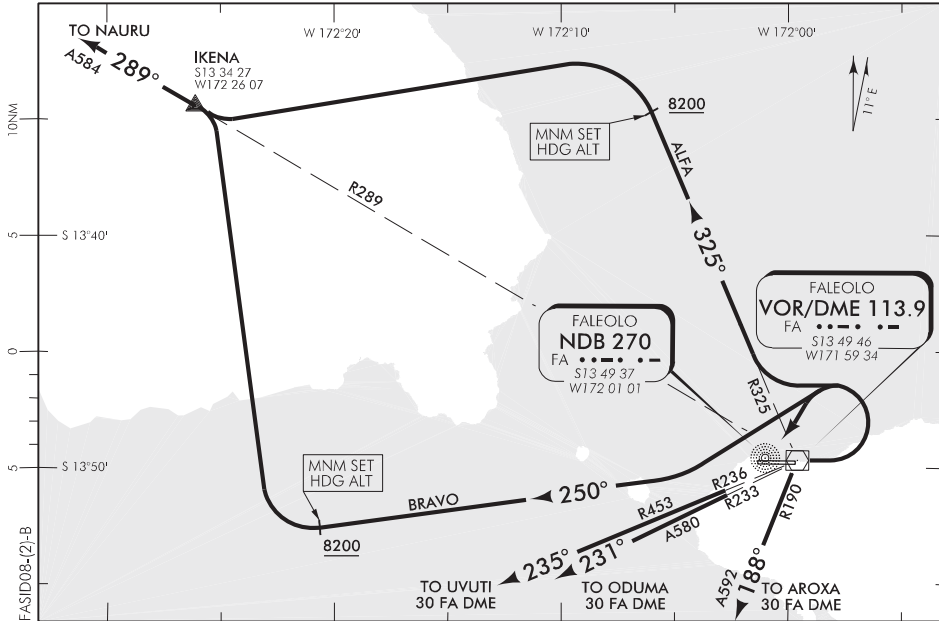 TO NAURU
A584
289°
IKENA
S13 34 27
W172 26 07
W 172°20'
W 172°10'
W 172°00'
11° E
8200
MNM SET
HDG ALT
ALFA
10NM
R289
5
S 13°40'
325°
FALEOLO
VOR/DME 113.9
FA
S13 49 46
W171 59 34
FALEOLO
NDB 270
FA
S13 49 37
W172 01 01
0
R325
5
S 13°50'
MNM SET
HDG ALT
BRAVO
250°
R236
R233
R453
A580
R190
8200
235°
231°
188°
A592
TO UVUTI
30 FA DME
TO ODUMA
30 FA DME
TO AROXA
30 FA DME
FASID08-(2)-B